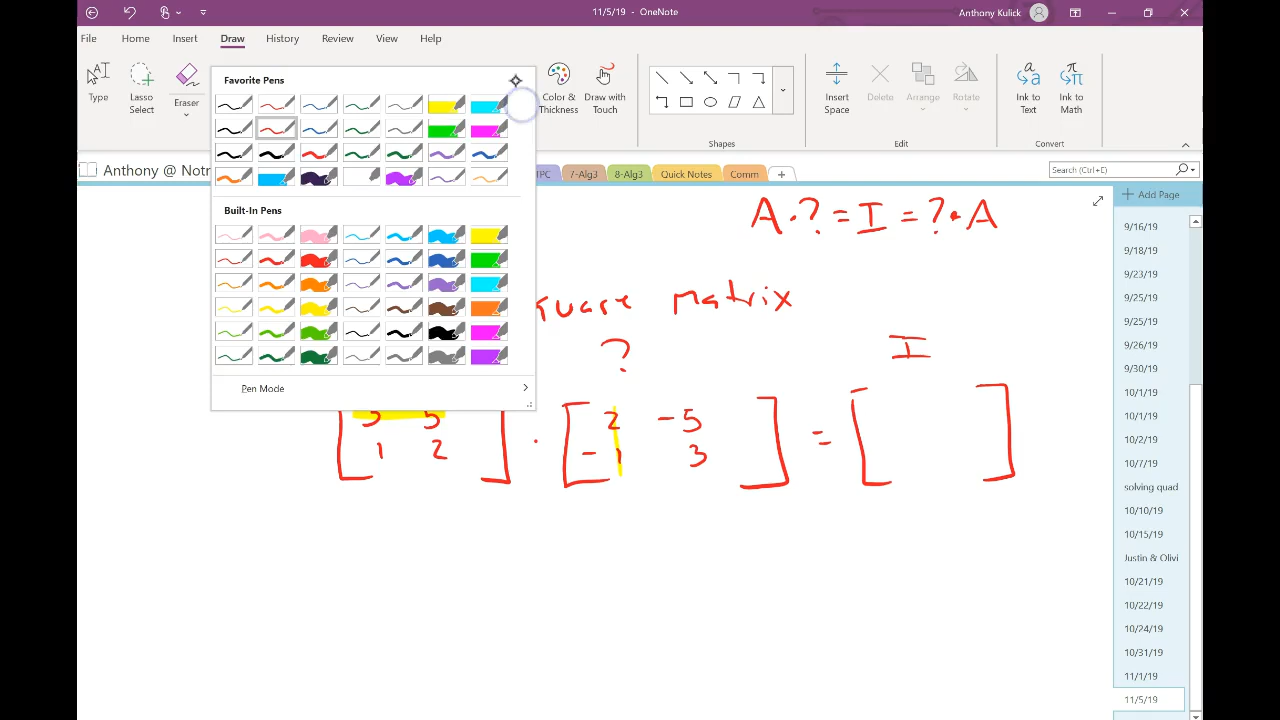 11/5/19 - OneNote
Anthony Kulick
File Home Insert Draw History Review View Help
Type
Lasso Select
Eraser
Color & Thickness
Draw with Touch
Shapes
Insert Space
Delete
Arrange
Rotate
Edit
Ink to Text
Ink to Math
Convert
Favorite Pens
Built-In Pens
Pen Mode
Anthony @ Notr
TPC 7-Alg3 8-Alg3 Quick Notes Comm +
Search (Ctrl+E)
Add Page
9/16/19
9/18/19
9/23/19
9/25/19
9/25/19
9/26/19
9/30/19
10/1/19
10/1/19
10/2/19
10/7/19
solving quad
10/10/19
10/15/19
Justin & Olivi
10/21/19
10/22/19
10/24/19
10/31/19
11/1/19
11/5/19
A · ? = I = ? · A
quare matrix
? I
[ 3 5 ] · [ 2 -5 ] = [ ]
1 2 -1 3